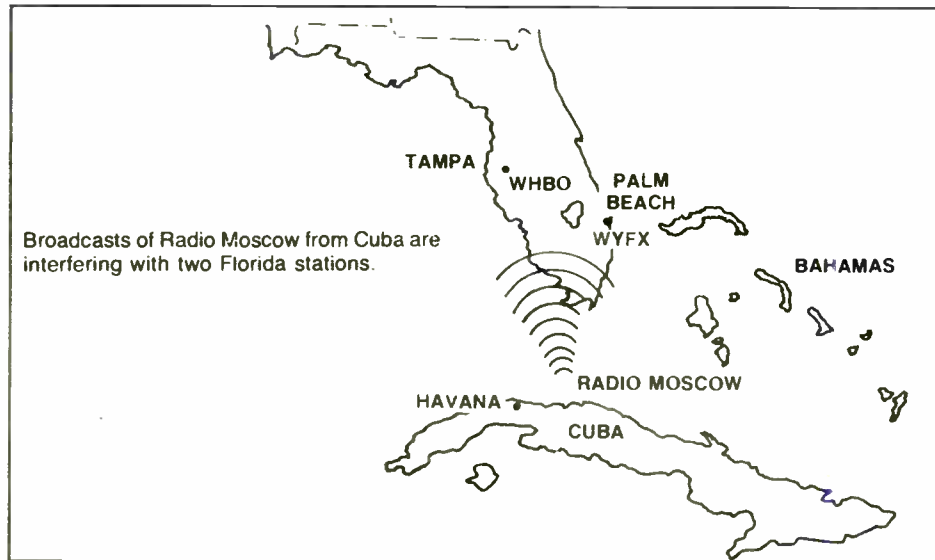 TAMPA
WHBO
PALM
BEACH
WYFX
Broadcasts of Radio Moscow from Cuba are
interfering with two Florida stations.
BAHAMAS
RADIO MOSCOW
HAVANA
CUBA